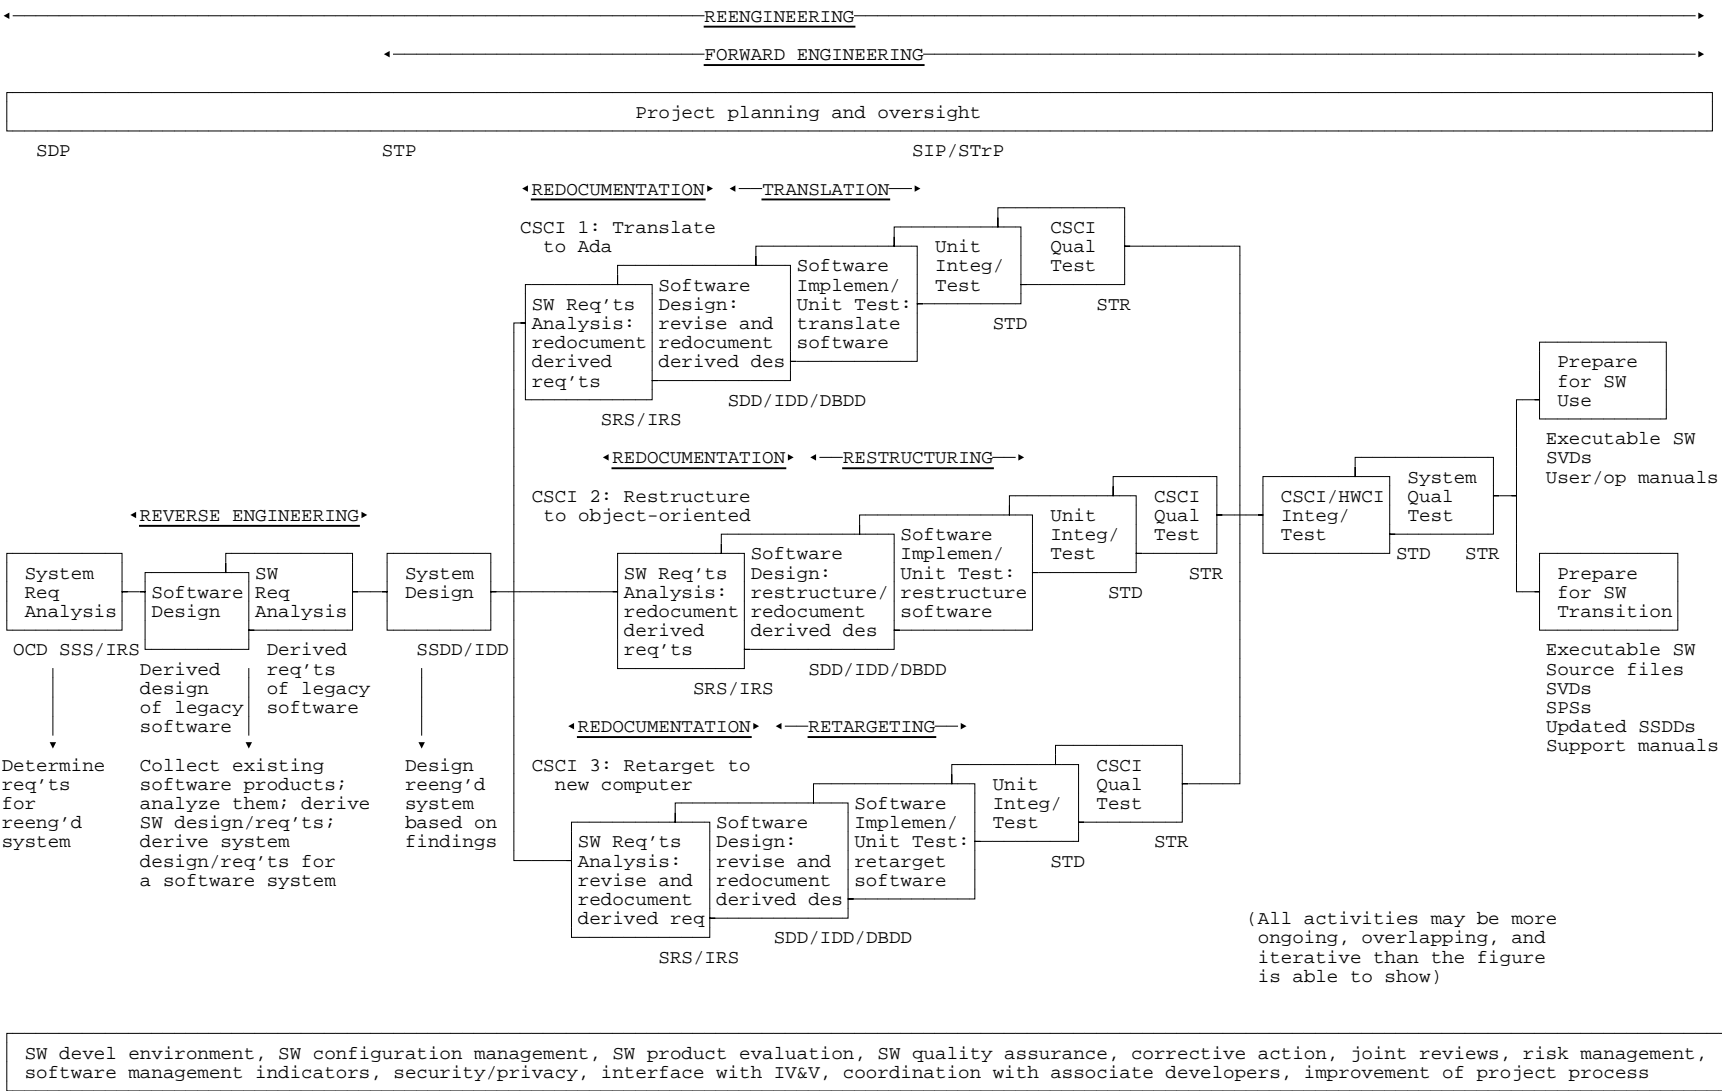 REENGINEERING
FORWARD ENGINEERING
Project planning and oversight
SDP
STP
SIP/STrP
REDOCUMENTATION
TRANSLATION
CSCI 1: Translate
to Ada
SW Req'ts
Analysis:
redocument
derived
req'ts
SRS/IRS
Software
Design:
revise and
redocument
derived des
SDD/IDD/DBDD
Software
Implemen/
Unit Test:
translate
software
Unit
Integ/
Test
STD
CSCI
Qual
Test
STR
REVERSE ENGINEERING
System
Req
Analysis
OCD SSS/IRS
Determine
req'ts
for
reeng'd
system
Software
Design
Derived
design
of legacy
software
SW
Req
Analysis
Derived
req'ts
of legacy
software
Collect existing
software products;
analyze them; derive
SW design/req'ts;
derive system
design/req'ts for
a software system
System
Design
SSDD/IDD
Design
reeng'd
system
based on
findings
REDOCUMENTATION
RESTRUCTURING
CSCI 2: Restructure
to object-oriented
SW Req'ts
Analysis:
redocument
derived
req'ts
SRS/IRS
Software
Design:
restructure/
redocument
derived des
SDD/IDD/DBDD
Software
Implemen/
Unit Test:
restructure
software
Unit
Integ/
Test
STD
CSCI
Qual
Test
STR
REDOCUMENTATION
RETARGETING
CSCI 3: Retarget to
new computer
SW Req'ts
Analysis:
revise and
redocument
derived req
SRS/IRS
Software
Design:
revise and
redocument
derived des
SDD/IDD/DBDD
Software
Implemen/
Unit Test:
retarget
software
Unit
Integ/
Test
STD
CSCI
Qual
Test
STR
CSCI/HWCI
Integ/
Test
STD
System
Qual
Test
STR
Prepare
for SW
Use
Executable SW
SVDs
User/op manuals
Prepare
for SW
Transition
Executable SW
Source files
SVDs
SPSs
Updated SSDDs
Support manuals
(All activities may be more
ongoing, overlapping, and
iterative than the figure
is able to show)
SW devel environment, SW configuration management, SW product evaluation, SW quality assurance, corrective action, joint reviews, risk management,
software management indicators, security/privacy, interface with IV&V, coordination with associate developers, improvement of project process